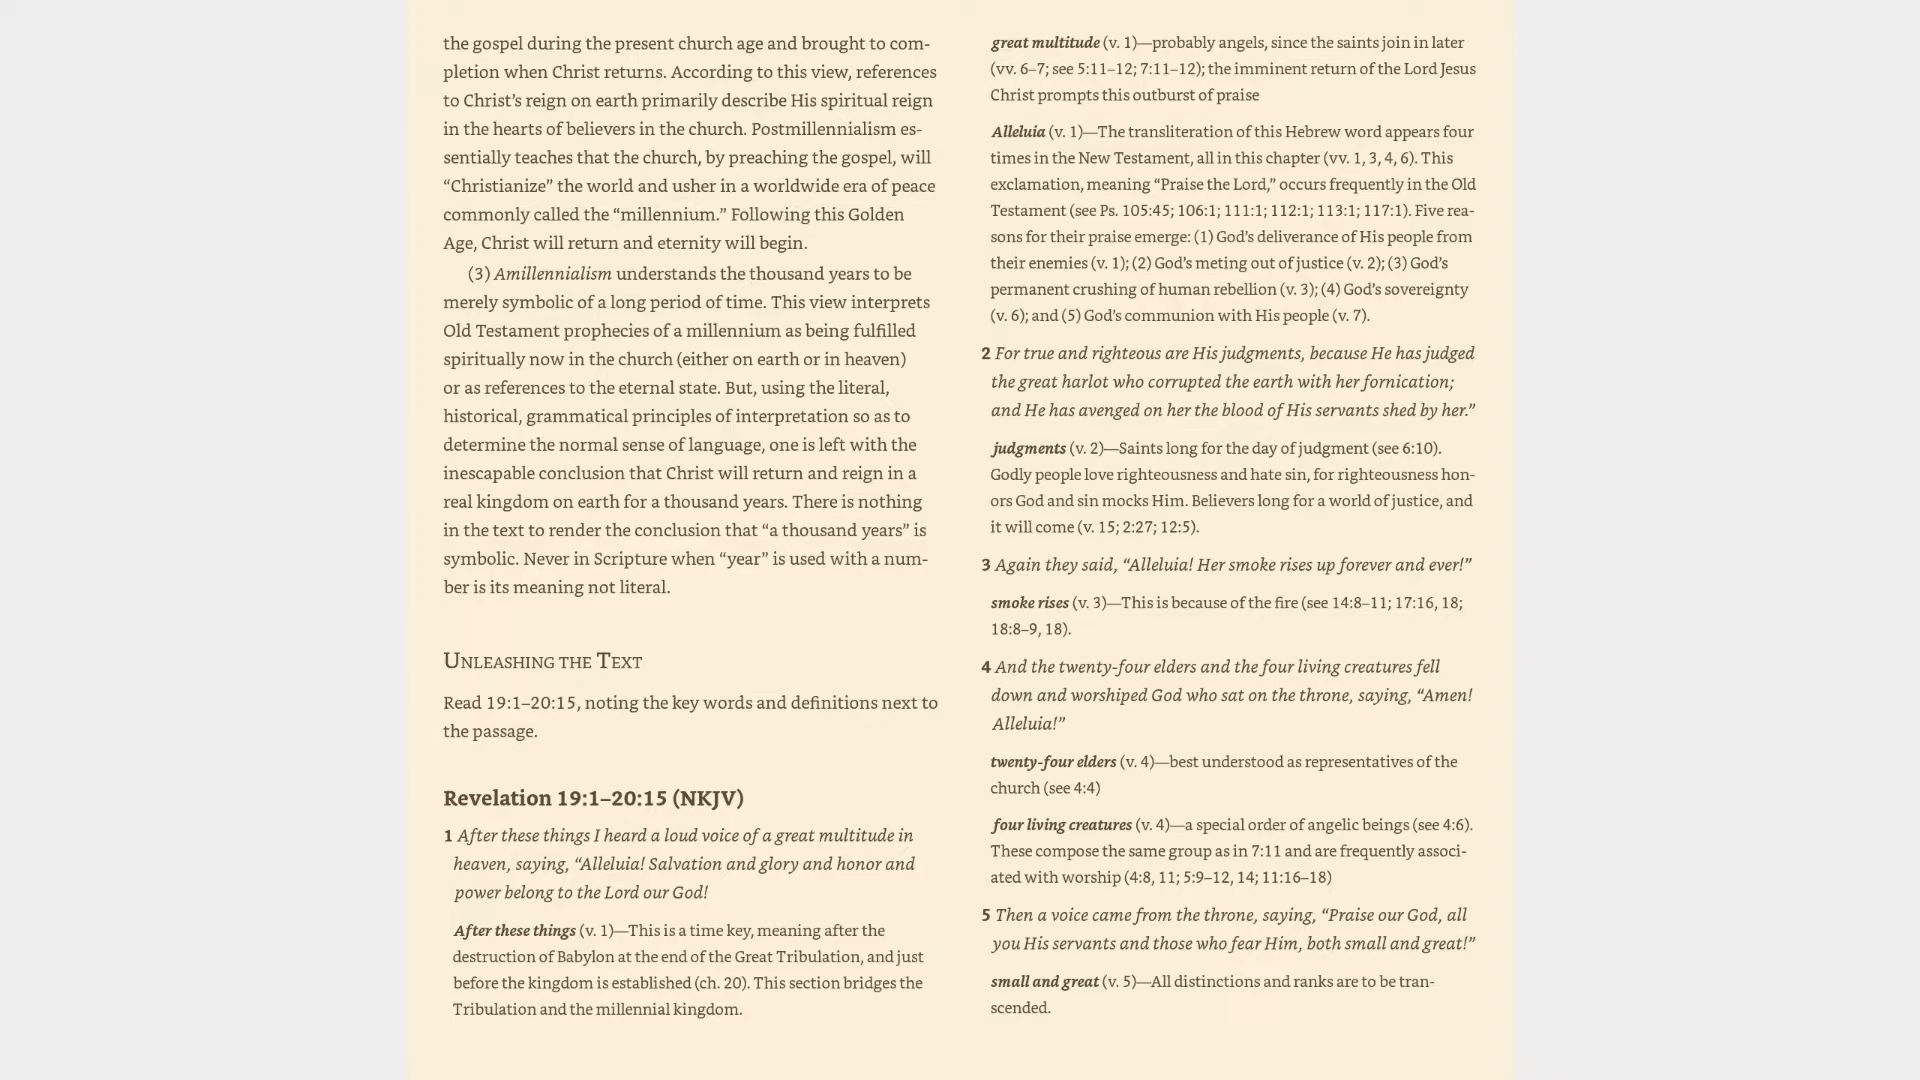 the gospel during the present church age and brought to com-
pletion when Christ returns. According to this view, references
to Christ’s reign on earth primarily describe His spiritual reign
in the hearts of believers in the church. Postmillennialism es-
sentially teaches that the church, by preaching the gospel, will
“Christianize” the world and usher in a worldwide era of peace
commonly called the “millennium.” Following this Golden
Age, Christ will return and eternity will begin.
(3) Amillennialism understands the thousand years to be
merely symbolic of a long period of time. This view interprets
Old Testament prophecies of a millennium as being fulfilled
spiritually now in the church (either on earth or in heaven)
or as references to the eternal state. But, using the literal,
historical, grammatical principles of interpretation so as to
determine the normal sense of language, one is left with the
inescapable conclusion that Christ will return and reign in a
real kingdom on earth for a thousand years. There is nothing
in the text to render the conclusion that “a thousand years” is
symbolic. Never in Scripture when “year” is used with a num-
ber is its meaning not literal.
Unleashing the Text
Read 19:1–20:15, noting the key words and definitions next to
the passage.
Revelation 19:1–20:15 (NKJV)
1 After these things I heard a loud voice of a great multitude in
heaven, saying, “Alleluia! Salvation and glory and honor and
power belong to the Lord our God!
After these things (v. 1)—This is a time key, meaning after the
destruction of Babylon at the end of the Great Tribulation, and just
before the kingdom is established (ch. 20). This section bridges the
Tribulation and the millennial kingdom.
great multitude (v. 1)—probably angels, since the saints join in later
(vv. 6–7; see 5:11–12; 7:11–12); the imminent return of the Lord Jesus
Christ prompts this outburst of praise
Alleluia (v. 1)—The transliteration of this Hebrew word appears four
times in the New Testament, all in this chapter (vv. 1, 3, 4, 6). This
exclamation, meaning “Praise the Lord,” occurs frequently in the Old
Testament (see Ps. 105:45; 106:1; 111:1; 112:1; 113:1; 117:1). Five rea-
sons for their praise emerge: (1) God’s deliverance of His people from
their enemies (v. 1); (2) God’s meting out of justice (v. 2); (3) God’s
permanent crushing of human rebellion (v. 3); (4) God’s sovereignty
(v. 6); and (5) God’s communion with His people (v. 7).
2 For true and righteous are His judgments, because He has judged
the great harlot who corrupted the earth with her fornication;
and He has avenged on her the blood of His servants shed by her.”
judgments (v. 2)—Saints long for the day of judgment (see 6:10).
Godly people love righteousness and hate sin, for righteousness hon-
ors God and sin mocks Him. Believers long for a world of justice, and
it will come (v. 15; 2:27; 12:5).
3 Again they said, “Alleluia! Her smoke rises up forever and ever!”
smoke rises (v. 3)—This is because of the fire (see 14:8–11; 17:16, 18;
18:8–9, 18).
4 And the twenty-four elders and the four living creatures fell
down and worshiped God who sat on the throne, saying, “Amen!
Alleluia!”
twenty-four elders (v. 4)—best understood as representatives of the
church (see 4:4)
four living creatures (v. 4)—a special order of angelic beings (see 4:6).
These compose the same group as in 7:11 and are frequently associ-
ated with worship (4:8, 11; 5:9–12, 14; 11:16–18)
5 Then a voice came from the throne, saying, “Praise our God, all
you His servants and those who fear Him, both small and great!”
small and great (v. 5)—All distinctions and ranks are to be tran-
scended.